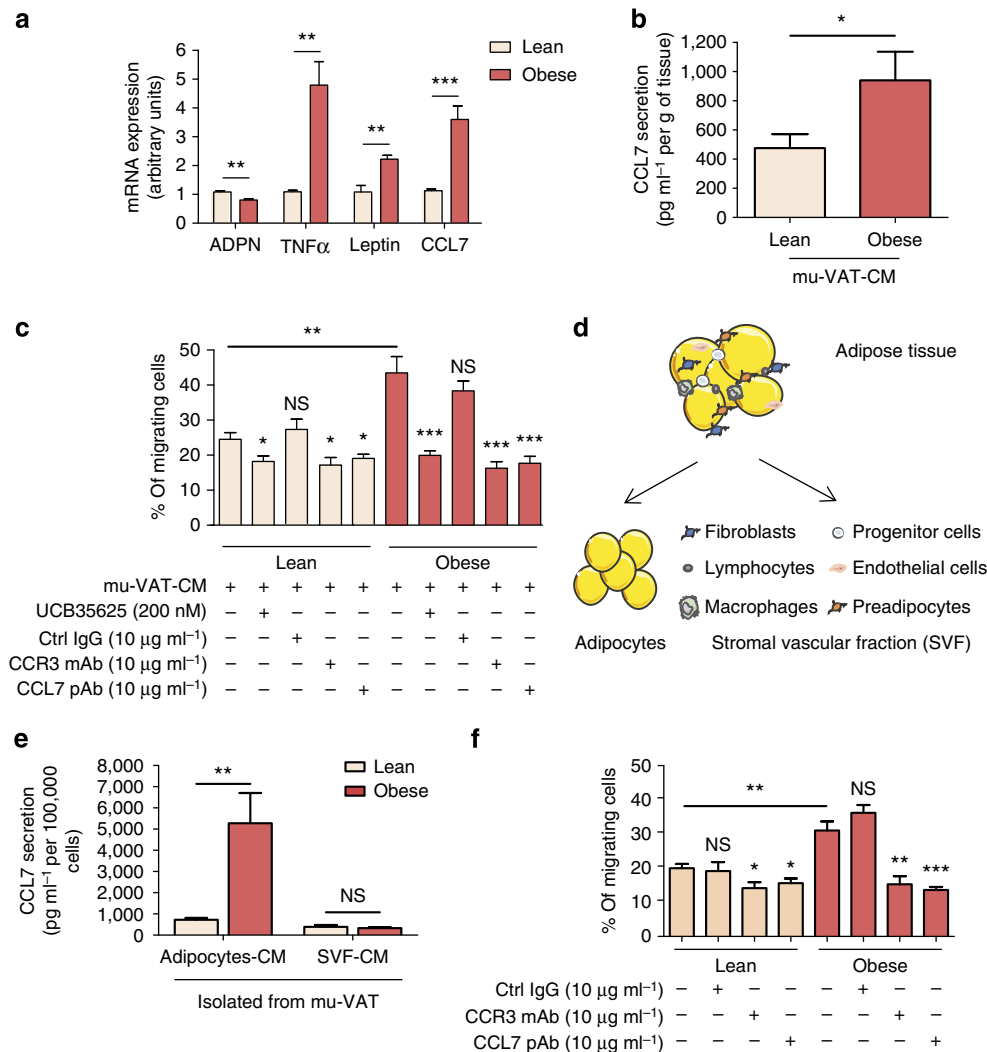 a
**
**
**
***
6
5
4
3
2
1
0
mRNA expression
(arbitrary units)
ADPN
TNFα
Leptin
CCL7
Lean
Obese
b
*
1,200
1,000
800
600
400
200
0
CCL7 secretion
(pg ml⁻¹ per g of tissue)
Lean
Obese
mu-VAT-CM
c
**
50
40
30
20
10
0
% Of migrating cells
* NS * * *** NS *** ***
Lean Obese
mu-VAT-CM + + + + + + + + + +
UCB35625 (200 nM) – + – – – – + – – –
Ctrl IgG (10 μg ml⁻¹) – – + – – – – + – –
CCR3 mAb (10 μg ml⁻¹) – – – + – – – – + –
CCL7 pAb (10 μg ml⁻¹) – – – – + – – – – +
d
Adipose tissue
Adipocytes
Fibroblasts Progenitor cells
Lymphocytes Endothelial cells
Macrophages Preadipocytes
Stromal vascular fraction (SVF)
e
Lean
Obese
**
NS
8,000
7,000
6,000
5,000
4,000
3,000
2,000
1,000
0
CCL7 secretion
(pg ml⁻¹ per 100,000
cells)
Adipocytes-CM SVF-CM
Isolated from mu-VAT
f
**
50
40
30
20
10
0
% Of migrating cells
NS * * NS ** ***
Lean Obese
Ctrl IgG (10 μg ml⁻¹) – + – – – + – –
CCR3 mAb (10 μg ml⁻¹) – – + – – – + –
CCL7 pAb (10 μg ml⁻¹) – – – + – – – +